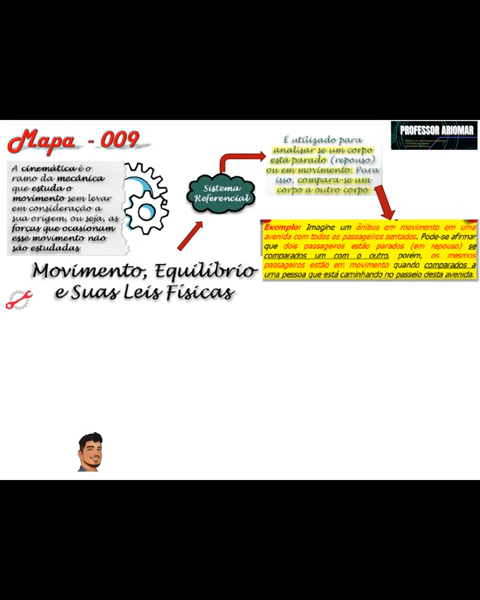 Mapa - 009
A cinemática é o
ramo da mecânica
que estuda o
movimento sem levar
em consideração a
sua origem, ou seja, as
forças que ocasionam
esse movimento não
são estudadas
Sistema
Referencial
É utilizado para
analisar se um corpo
está parado (repouso)
ou em movimento. Para
isso, compara-se um
corpo a outro corpo
PROFESSOR ARIOMAR
Exemplo: Imagine um ônibus em movimento em uma
avenida com todos os passageiros sentados. Pode-se afirmar
que dois passageiros estão parados (em repouso) se
comparados um com o outro, porém, os mesmos
passageiros estão em movimento quando comparados a
uma pessoa que está caminhando no passeio desta avenida.
Movimento, Equilíbrio
e Suas Leis Físicas